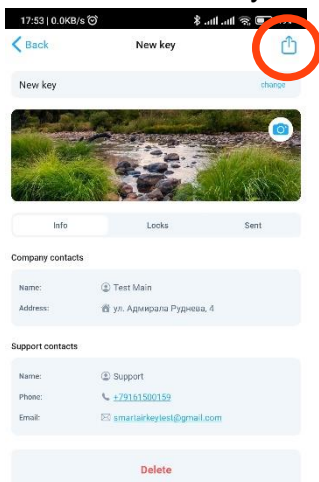 17:53 | 0.0KB/s
Back New key
New key change
Info Locks Sent
Company contacts
Name: Test Main
Address: ул. Адмирала Руднева, 4
Support contacts
Name: Support
Phone: +79161500159
Email: smartairkeytest@gmail.com
Delete